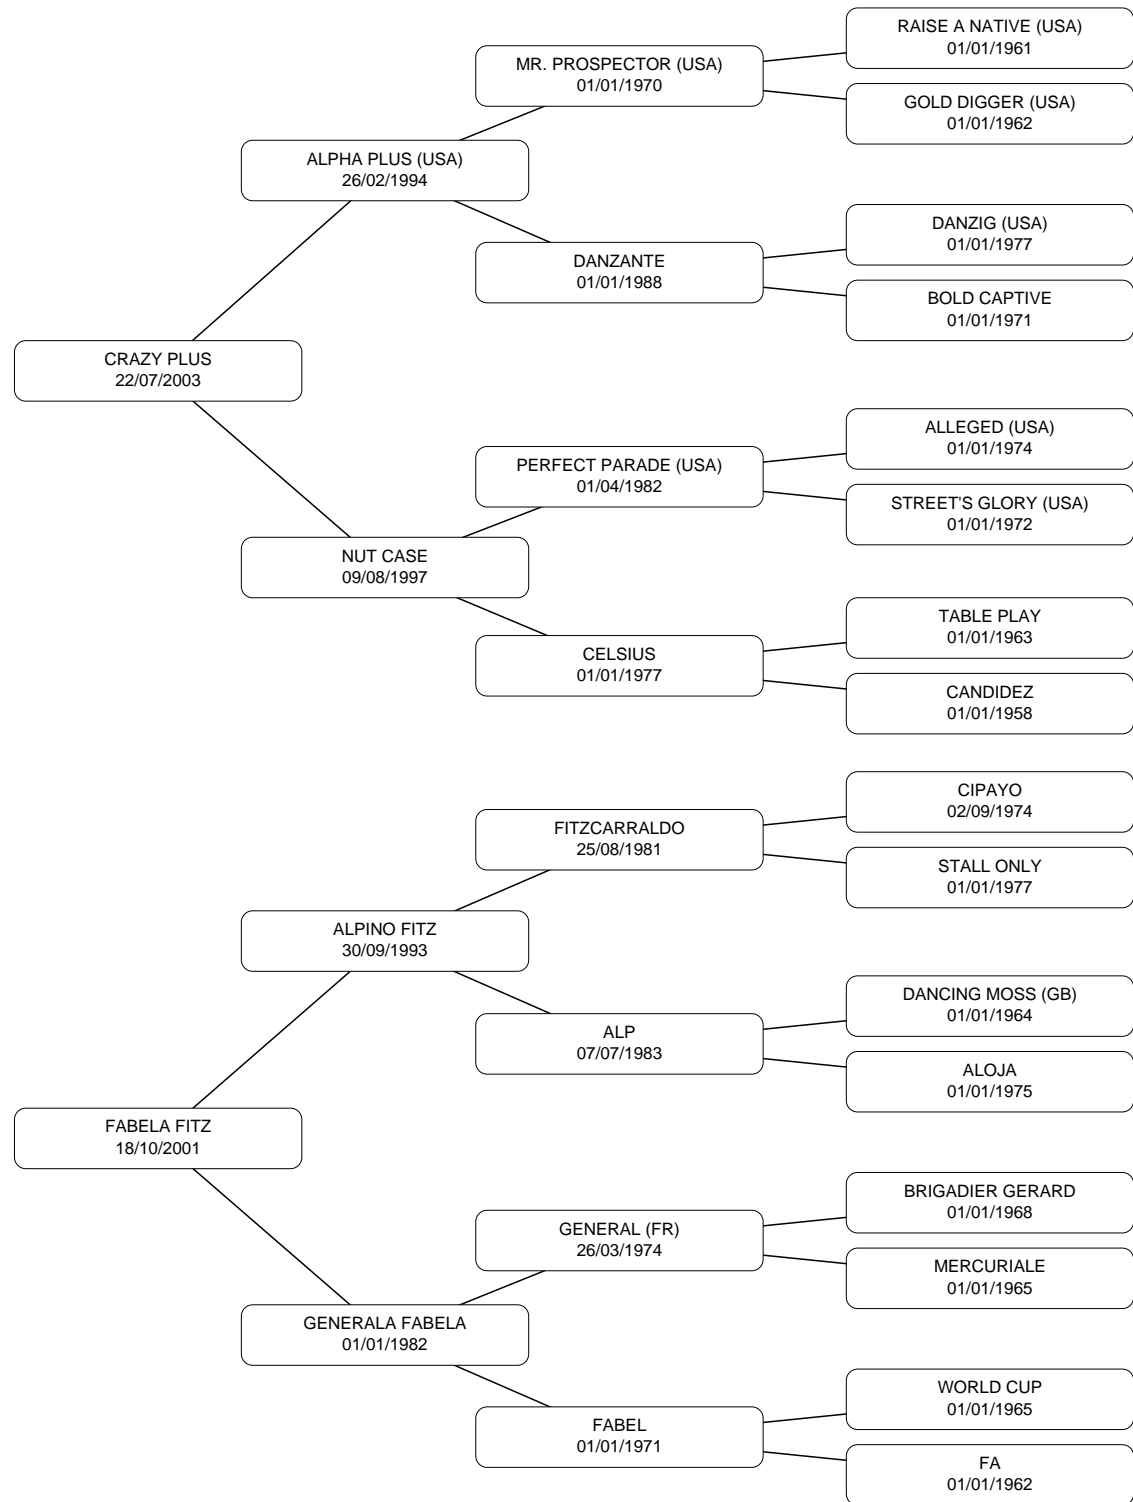 RAISE A NATIVE (USA)
01/01/1961
MR. PROSPECTOR (USA)
01/01/1970
GOLD DIGGER (USA)
01/01/1962
ALPHA PLUS (USA)
26/02/1994
DANZIG (USA)
01/01/1977
DANZANTE
01/01/1988
BOLD CAPTIVE
01/01/1971
CRAZY PLUS
22/07/2003
ALLEGED (USA)
01/01/1974
PERFECT PARADE (USA)
01/04/1982
STREET'S GLORY (USA)
01/01/1972
NUT CASE
09/08/1997
TABLE PLAY
01/01/1963
CELSIUS
01/01/1977
CANDIDEZ
01/01/1958
CIPAYO
02/09/1974
FITZCARRALDO
25/08/1981
STALL ONLY
01/01/1977
ALPINO FITZ
30/09/1993
DANCING MOSS (GB)
01/01/1964
ALP
07/07/1983
ALOJA
01/01/1975
FABELA FITZ
18/10/2001
BRIGADIER GERARD
01/01/1968
GENERAL (FR)
26/03/1974
MERCURIALE
01/01/1965
GENERALA FABELA
01/01/1982
WORLD CUP
01/01/1965
FABEL
01/01/1971
FA
01/01/1962